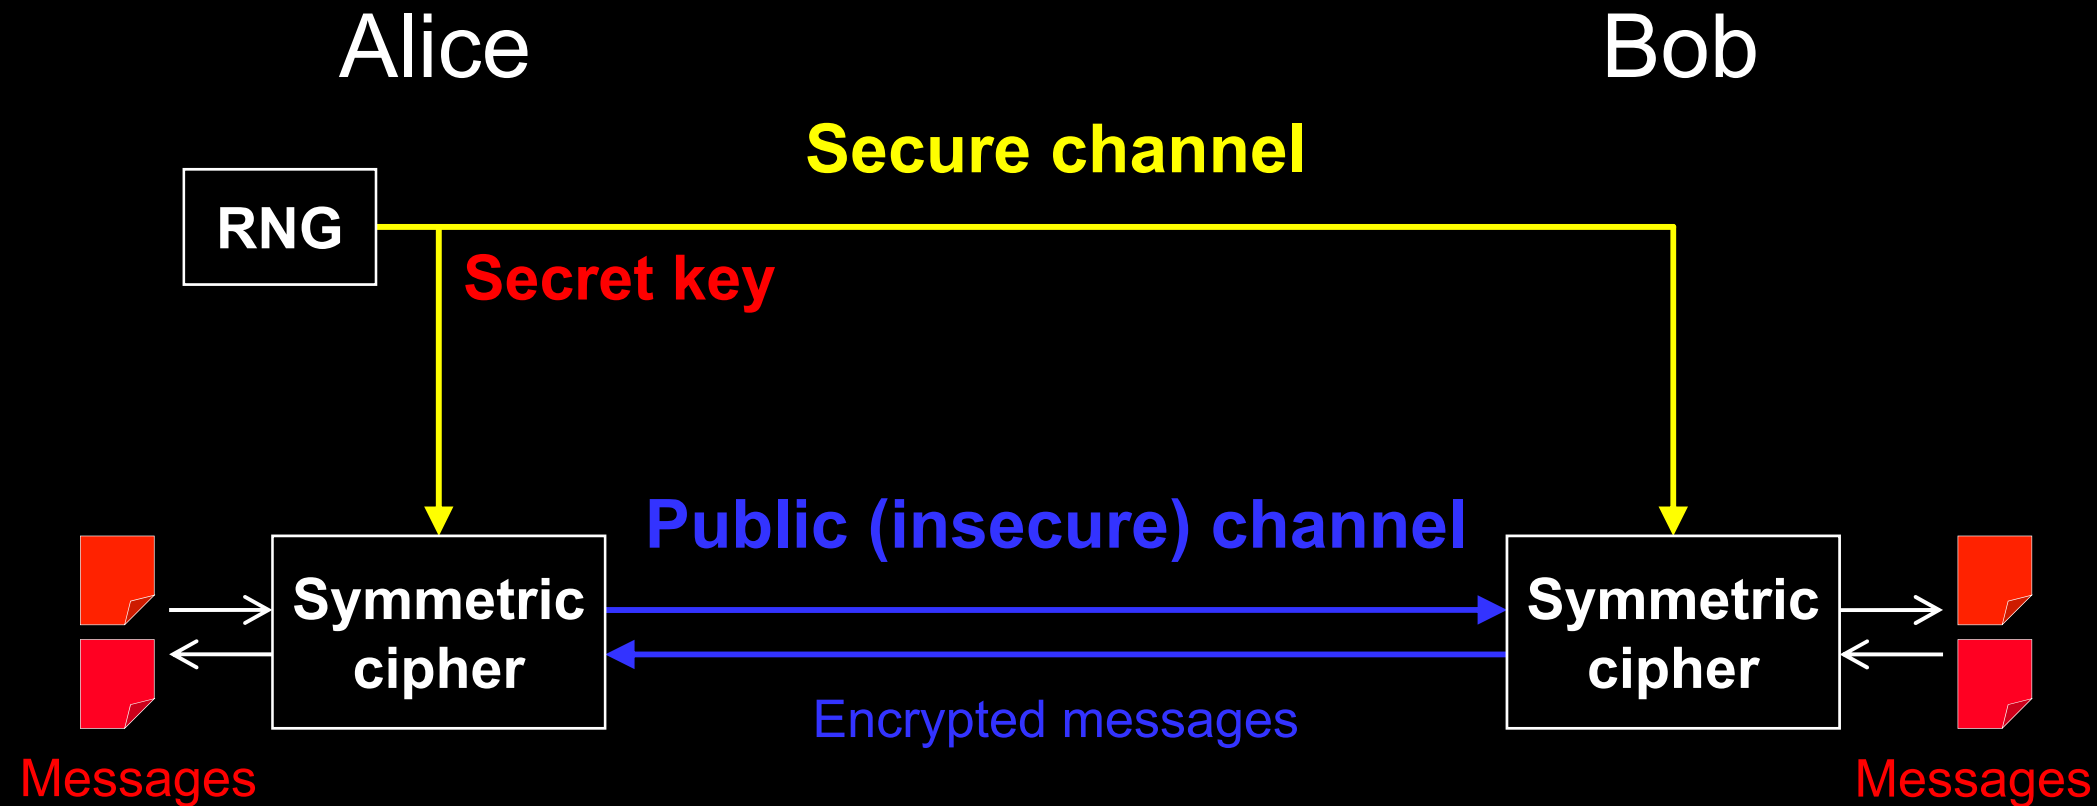 Alice
Bob
Secure channel
RNG
Secret key
Public (insecure) channel
Symmetric
cipher
Symmetric
cipher
Encrypted messages
Messages
Messages